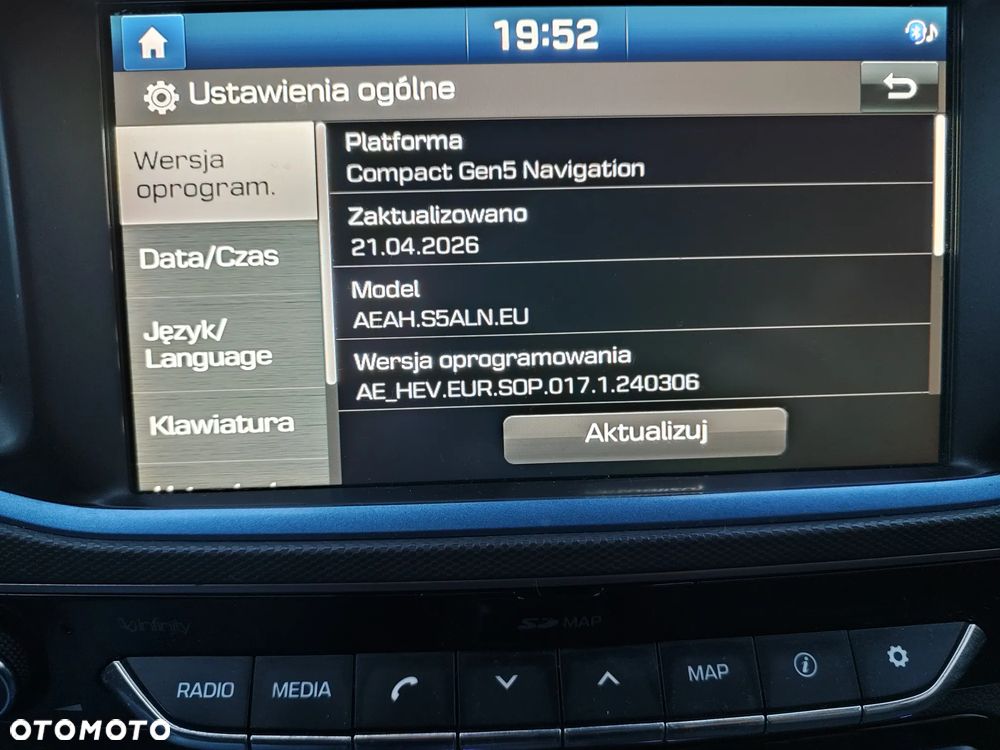 19:52
Ustawienia ogólne
Wersja
oprogram.
Data/Czas
Język/
Language
Klawiatura
Platforma
Compact Gen5 Navigation
Zaktualizowano
21.04.2026
Model
AEAH.S5ALN.EU
Wersja oprogramowania
AE_HEV.EUR.SOP.017.1.240306
Aktualizuj
infinity
SD MAP
RADIO
MEDIA
MAP
OTOMOTO